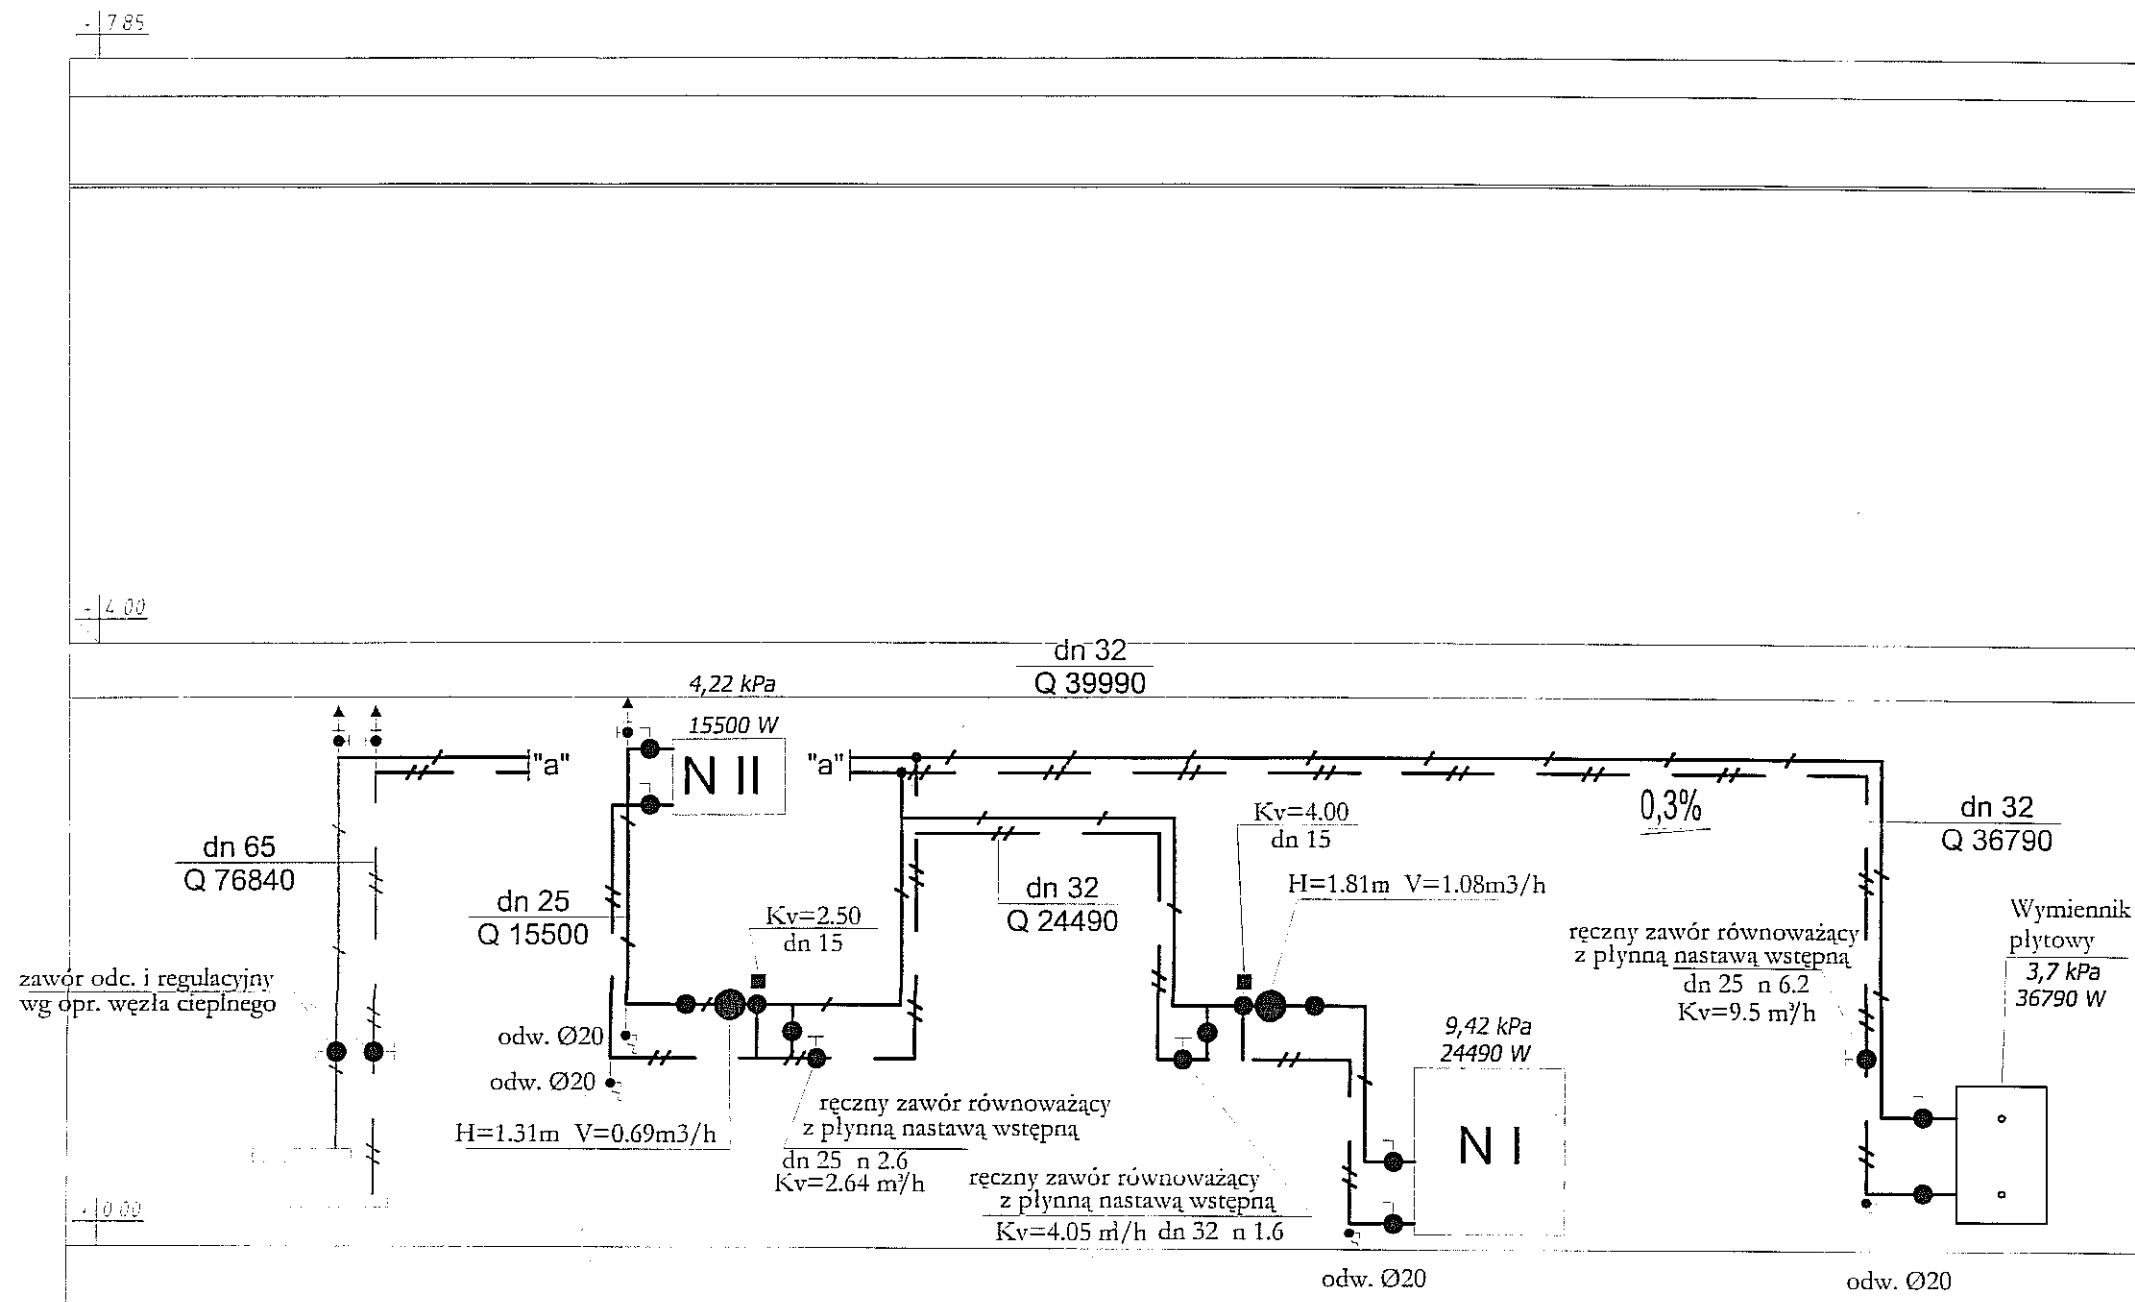 + 7 85
+ 4 00
dn 32
Q 39990
4,22 kPa
15500 W
N II
"a"
"a"
0,3%
dn 32
Q 36790
dn 65
Q 76840
dn 25
Q 15500
Kv=2.50
dn 15
dn 32
Q 24490
Kv=4.00
dn 15
H=1.81m V=1.08m3/h
ręczny zawór równoważący
z płynną nastawą wstępną
dn 25 n 6.2
Kv=9.5 m³/h
Wymiennik
płytowy
3,7 kPa
36790 W
zawór odc. i regulacyjny
wg opr. węzła cieplnego
odw. Ø20
odw. Ø20
H=1.31m V=0.69m3/h
ręczny zawór równoważący
z płynną nastawą wstępną
dn 25 n 2.6
Kv=2.64 m³/h
9,42 kPa
24490 W
N I
ręczny zawór równoważący
z płynną nastawą wstępną
Kv=4.05 m³/h dn 32 n 1.6
+ 0 00
odw. Ø20
odw. Ø20